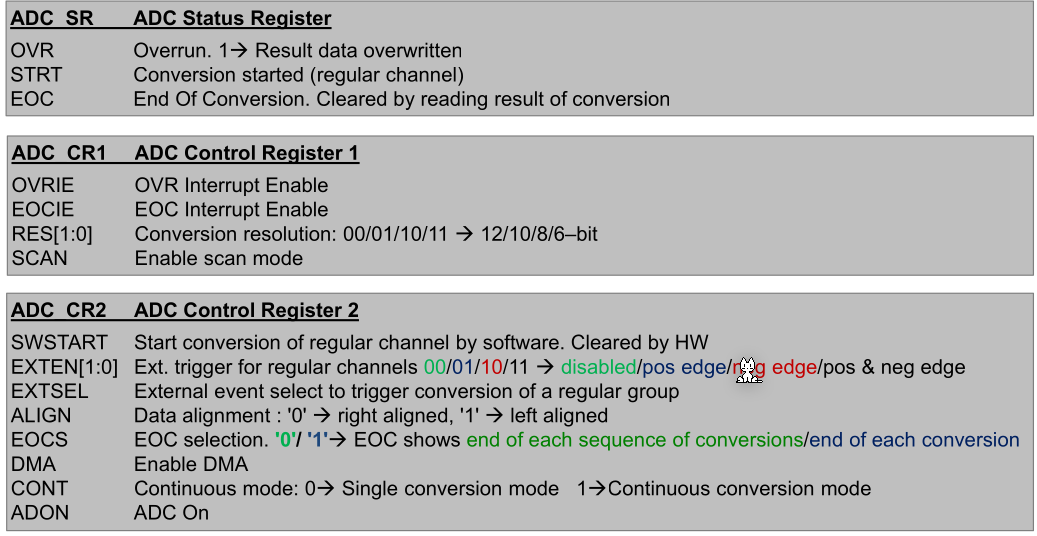 ADC_SR ADC Status Register
OVR Overrun. 1→ Result data overwritten
STRT Conversion started (regular channel)
EOC End Of Conversion. Cleared by reading result of conversion
ADC_CR1 ADC Control Register 1
OVRIE OVR Interrupt Enable
EOCIE EOC Interrupt Enable
RES[1:0] Conversion resolution: 00/01/10/11 → 12/10/8/6–bit
SCAN Enable scan mode
ADC_CR2 ADC Control Register 2
SWSTART Start conversion of regular channel by software. Cleared by HW
EXTEN[1:0] Ext. trigger for regular channels 00/01/10/11 → disabled/pos edge/neg edge/pos & neg edge
EXTSEL External event select to trigger conversion of a regular group
ALIGN Data alignment : '0' → right aligned, '1' → left aligned
EOCS EOC selection. '0'/ '1'→ EOC shows end of each sequence of conversions/end of each conversion
DMA Enable DMA
CONT Continuous mode: 0→ Single conversion mode 1→Continuous conversion mode
ADON ADC On